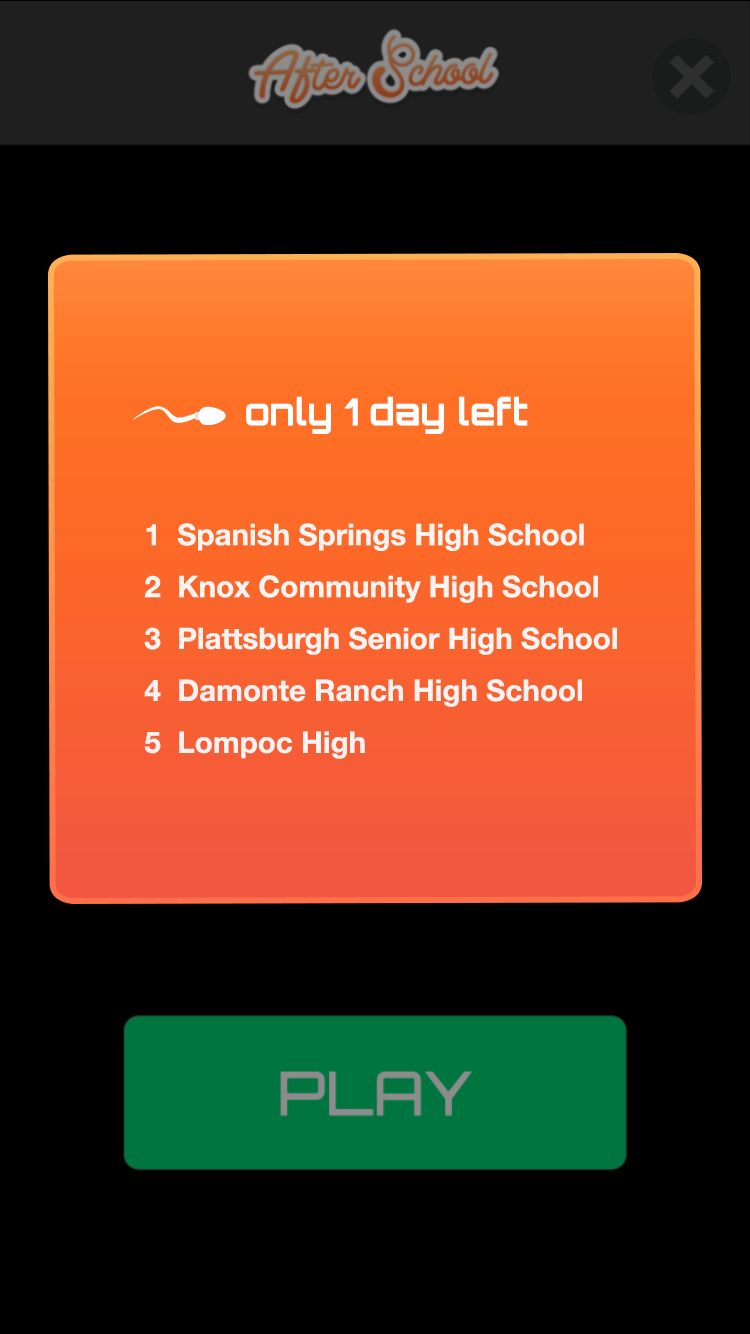 After School
only 1 day left
1 Spanish Springs High School
2 Knox Community High School
3 Plattsburgh Senior High School
4 Damonte Ranch High School
5 Lompoc High
PLAY